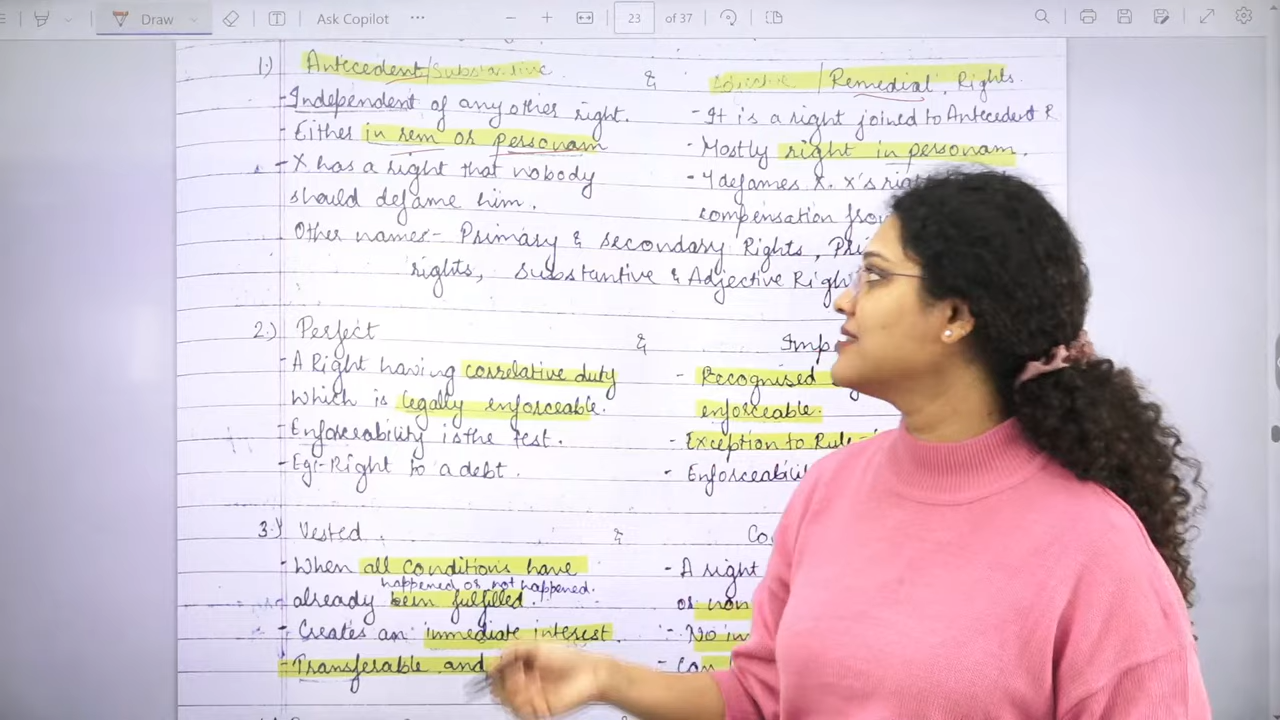 Draw
Ask Copilot
23 of 37
1.) Antecedent/Substantive & /Remedial Rights.
- Independent of any other right.
- It is a right joined to Antecedent R
- Either in rem or personam
- Mostly right in personam.
- X has a right that nobody
should defame him.
- Y defames X. X's
compensation
Other names- Primary & secondary Rights,
rights, Substantive & Adjective
2.) Perfect &
- A Right having correlative duty
which is legally enforceable.
- Recognised
enforceable.
- Enforceability is the test.
- Exception to Rule
- Eg:- Right to a debt.
- 
3.) Vested &
- When all conditions have
happened or not happened.
already been fulfilled.
- A right
or non
- Creates an immediate interest.
- No
- Transferable and
- can